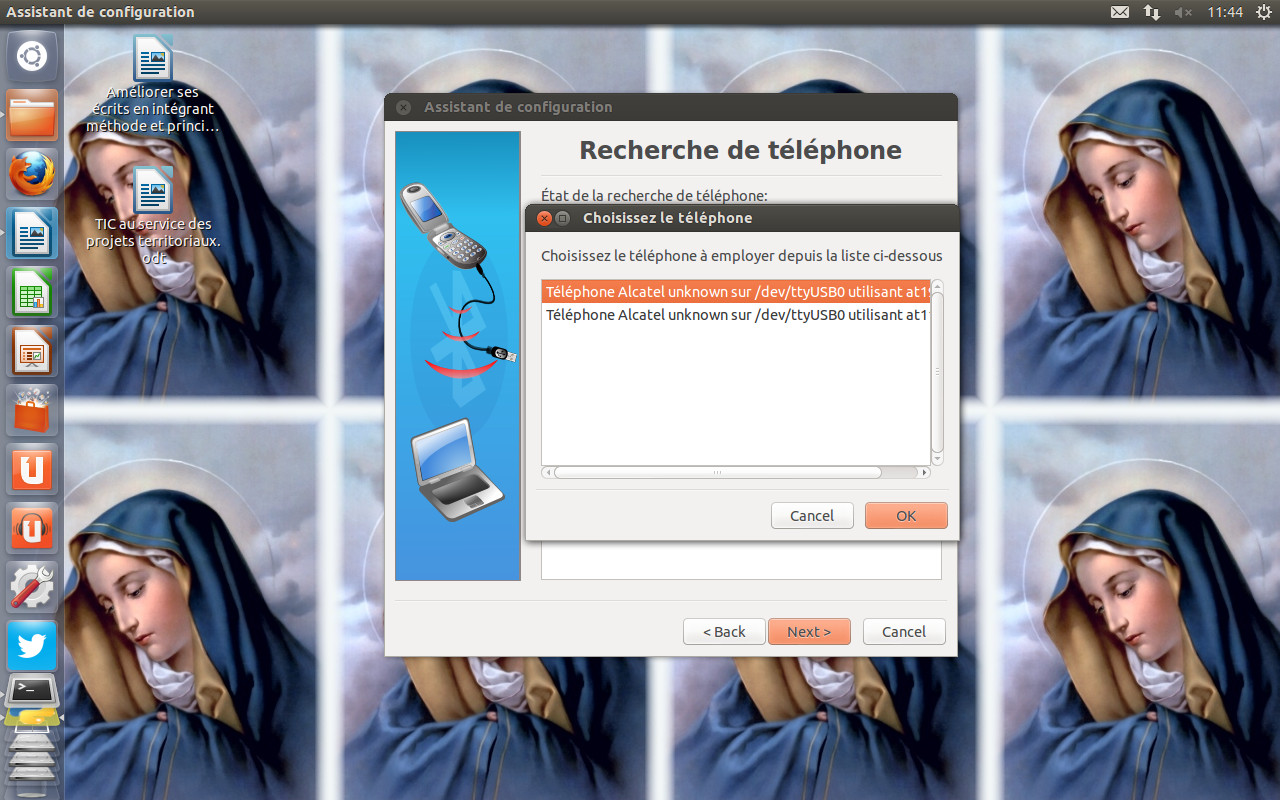 Assistant de configuration
11:44
Améliorer ses
écrits en intégrant
méthode et princi...
TIC au service des
projets territoriaux.
odt
Assistant de configuration
Recherche de téléphone
État de la recherche de téléphone:
Choisissez le téléphone
Choisissez le téléphone à employer depuis la liste ci-dessous
Téléphone Alcatel unknown sur /dev/ttyUSB0 utilisant at19
Téléphone Alcatel unknown sur /dev/ttyUSB0 utilisant at1
Cancel
OK
< Back
Next >
Cancel
>_